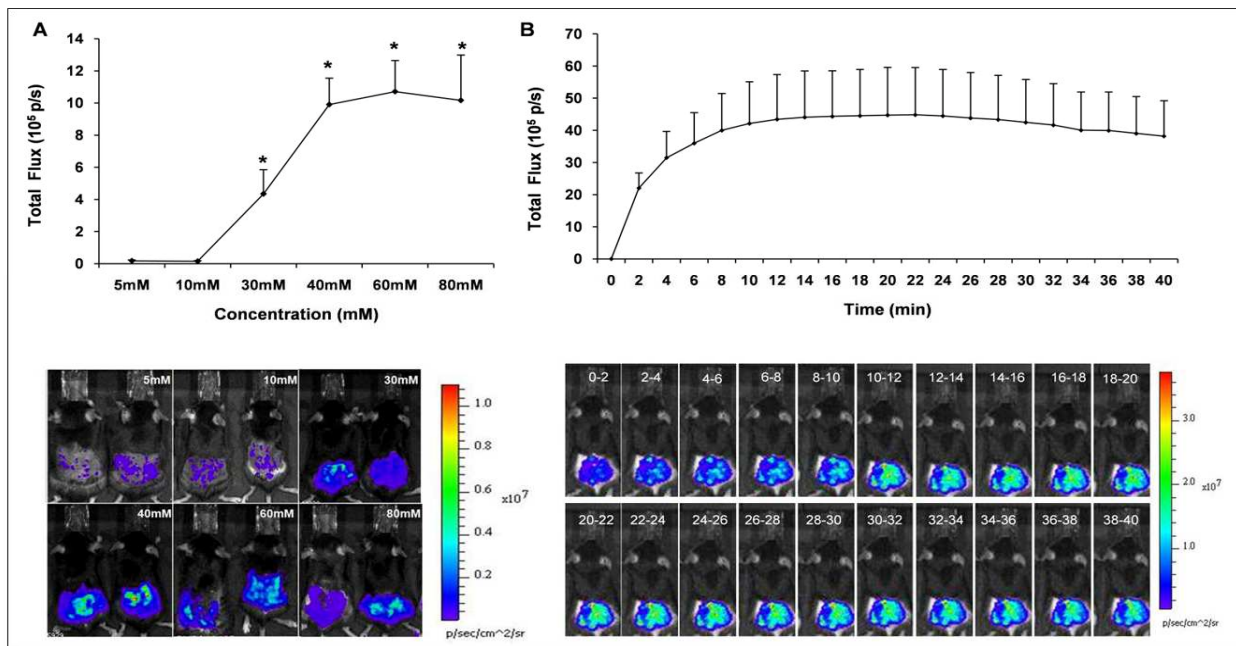 A
14
12
10
8
6
4
2
0
Total Flux (10⁵ p/s)
* * * *
5mM 10mM 30mM 40mM 60mM 80mM
Concentration (mM)
B
70
60
50
40
30
20
10
0
Total Flux (10⁵ p/s)
0 2 4 6 8 10 12 14 16 18 20 22 24 26 28 30 32 34 36 38 40
Time (min)
5mM 10mM 30mM
40mM 60mM 80mM
1.0
0.8
0.6
0.4
0.2
x10⁷
p/sec/cm^2/sr
0-2 2-4 4-6 6-8 8-10 10-12 12-14 14-16 16-18 18-20
20-22 22-24 24-26 26-28 28-30 30-32 32-34 34-36 36-38 38-40
3.0
2.0
1.0
x10⁷
p/sec/cm^2/sr